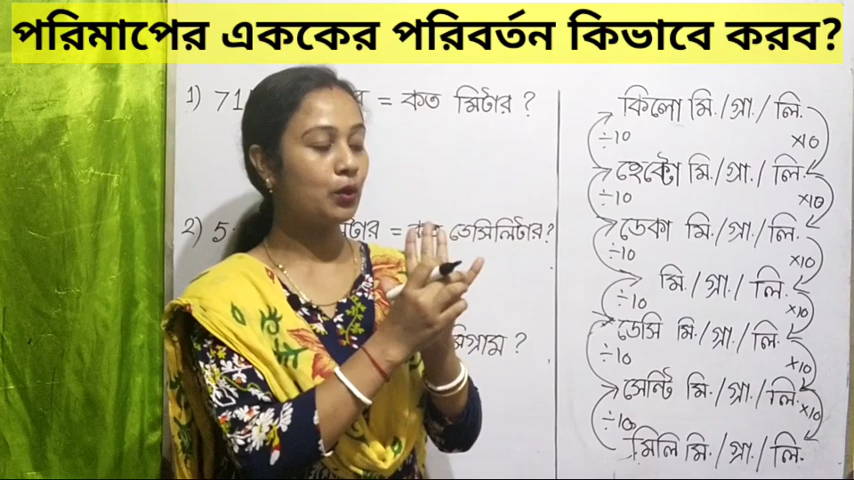 পরিমাপের এককের পরিবর্তন কিভাবে করব?
1) 71 = কত মিটার ?
2) 5. টার = কত ডেসিলিটার?
গ্রাম ?
কিলো মি./গ্রা./লি.
÷10 ×10
হেক্টো মি./গ্রা./লি.
÷10 ×10
ডেকা মি./গ্রা./লি.
÷10 ×10
মি./গ্রা./লি.
÷10 ×10
ডেসি মি./গ্রা./লি.
÷10 ×10
সেন্টি মি./গ্রা./লি.
÷10 ×10
মিলি মি./গ্রা./লি.